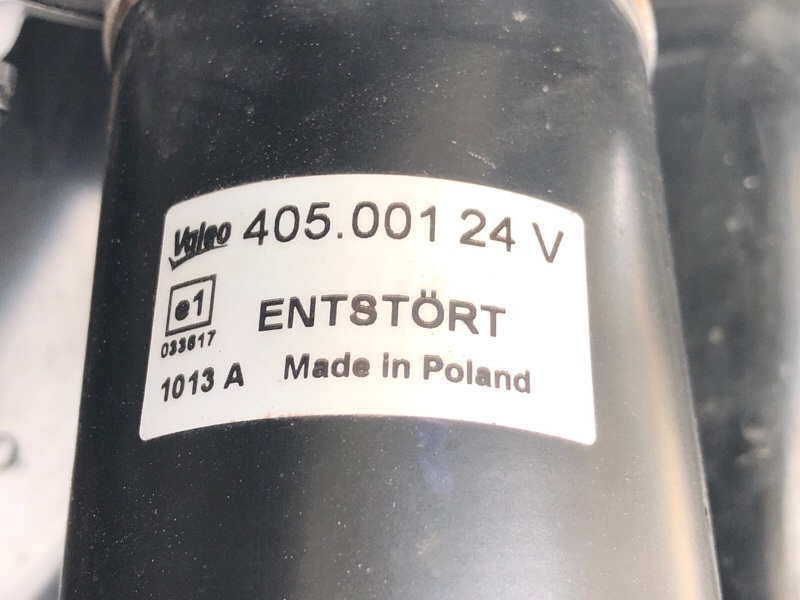 Valeo 405.001 24 V
e1
033617
ENTSTÖRT
1013 A Made in Poland